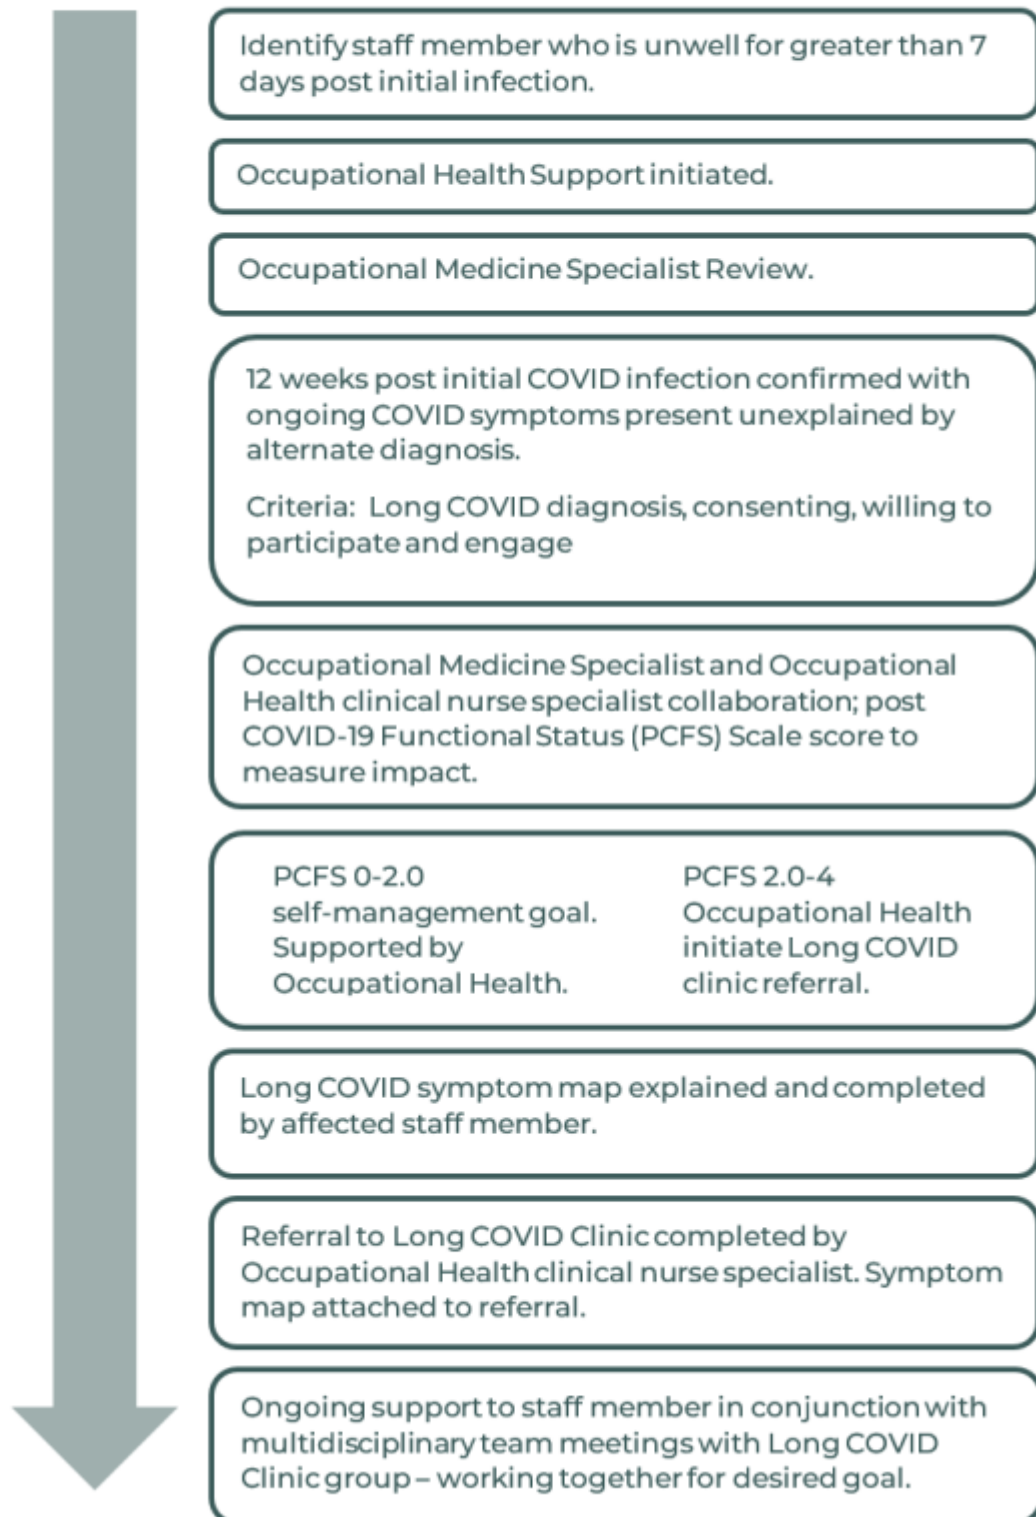 Identify staff member who is unwell for greater than 7
days post initial infection.
Occupational Health Support initiated.
Occupational Medicine Specialist Review.
12 weeks post initial COVID infection confirmed with
ongoing COVID symptoms present unexplained by
alternate diagnosis.
Criteria: Long COVID diagnosis, consenting, willing to
participate and engage
Occupational Medicine Specialist and Occupational
Health clinical nurse specialist collaboration; post
COVID-19 Functional Status (PCFS) Scale score to
measure impact.
PCFS 0-2.0
self-management goal.
Supported by
Occupational Health.
PCFS 2.0-4
Occupational Health
initiate Long COVID
clinic referral.
Long COVID symptom map explained and completed
by affected staff member.
Referral to Long COVID Clinic completed by
Occupational Health clinical nurse specialist. Symptom
map attached to referral.
Ongoing support to staff member in conjunction with
multidisciplinary team meetings with Long COVID
Clinic group – working together for desired goal.